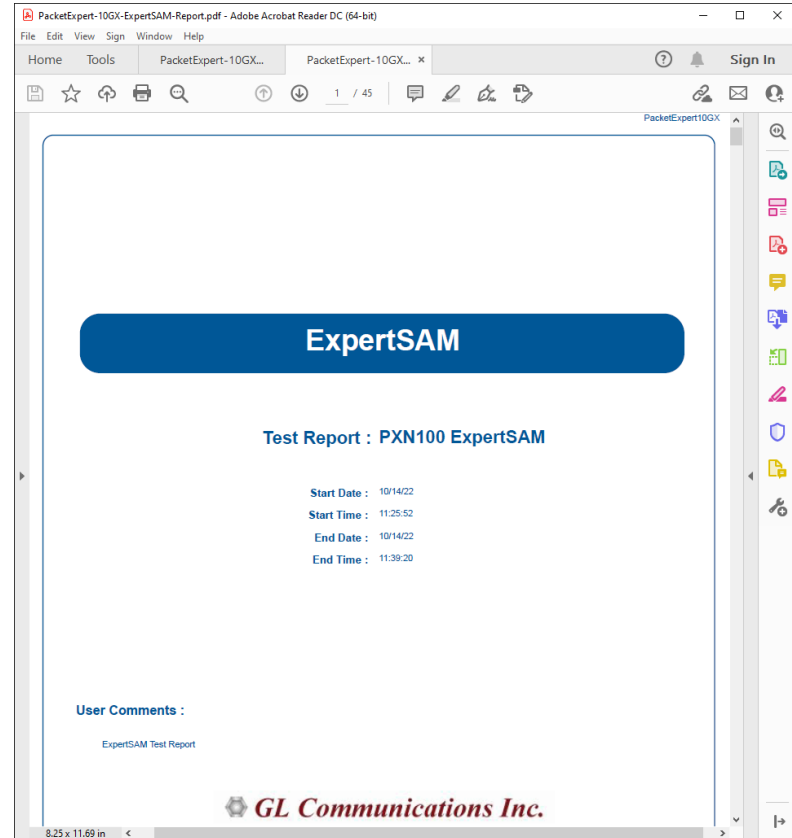 PacketExpert-10GX-ExpertSAM-Report.pdf - Adobe Acrobat Reader DC (64-bit)
File Edit View Sign Window Help
Home Tools PacketExpert-10GX... PacketExpert-10GX... ×
Sign In
1 / 45
PacketExpert10GX
ExpertSAM
Test Report : PXN100 ExpertSAM
Start Date : 10/14/22
Start Time : 11:25:52
End Date : 10/14/22
End Time : 11:39:20
User Comments :
ExpertSAM Test Report
GL Communications Inc.
8.25 x 11.69 in